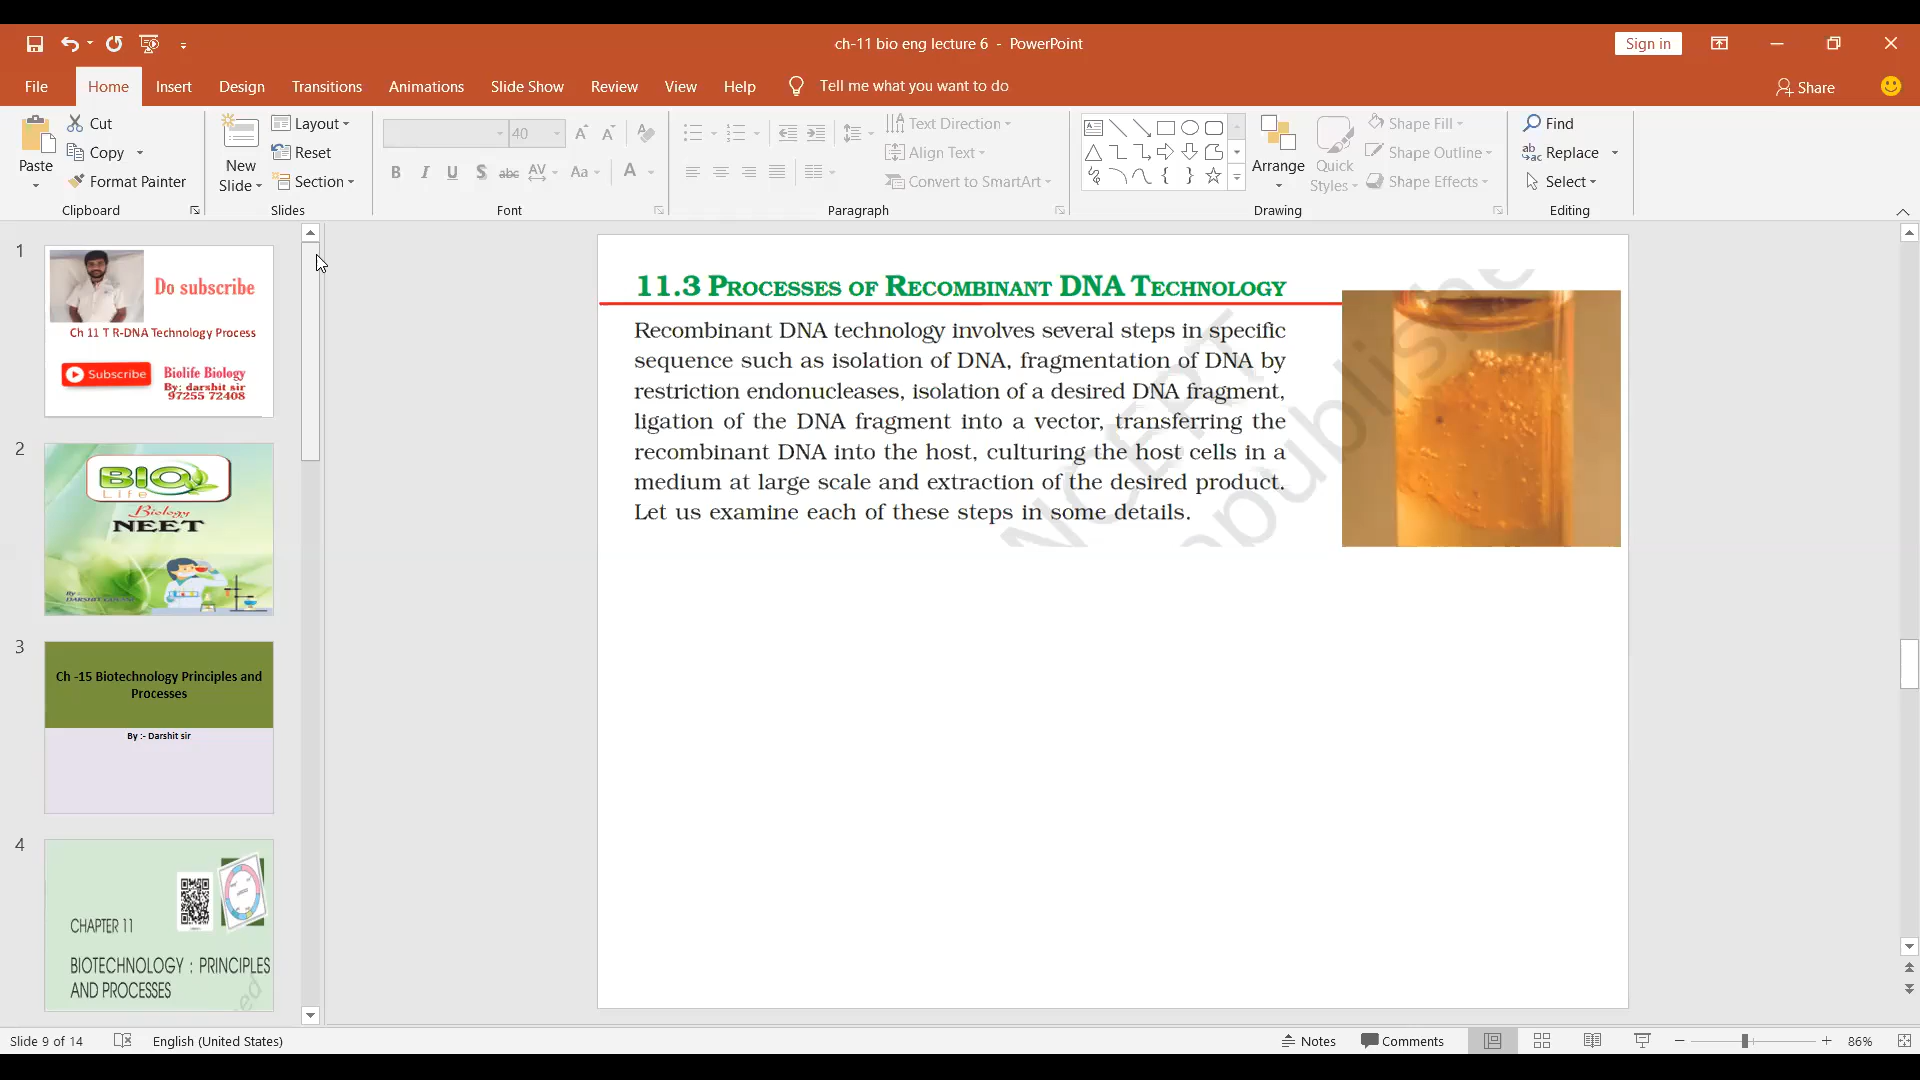 ch-11 bio eng lecture 6 - PowerPoint
Sign in
File Home Insert Design Transitions Animations Slide Show Review View Help Tell me what you want to do
Share
Paste
Cut
Copy
Format Painter
Clipboard
New
Slide
Layout
Reset
Section
Slides
40
B I U S abc AV Aa A
Font
Text Direction
Align Text
Convert to SmartArt
Paragraph
Arrange
Quick
Styles
Shape Fill
Shape Outline
Shape Effects
Drawing
Find
Replace
Select
Editing
1
Do subscribe
Ch 11 T R-DNA Technology Process
Subscribe
Biolife Biology
By: darshit sir
97255 72408
2
BIO
Life
Biology
NEET
By :
3
Ch -15 Biotechnology Principles and
Processes
By :- Darshit sir
4
CHAPTER 11
BIOTECHNOLOGY : PRINCIPLES
AND PROCESSES
11.3 PROCESSES OF RECOMBINANT DNA TECHNOLOGY
Recombinant DNA technology involves several steps in specific
sequence such as isolation of DNA, fragmentation of DNA by
restriction endonucleases, isolation of a desired DNA fragment,
ligation of the DNA fragment into a vector, transferring the
recombinant DNA into the host, culturing the host cells in a
medium at large scale and extraction of the desired product.
Let us examine each of these steps in some details.
NCERT
Slide 9 of 14
English (United States)
Notes
Comments
86%